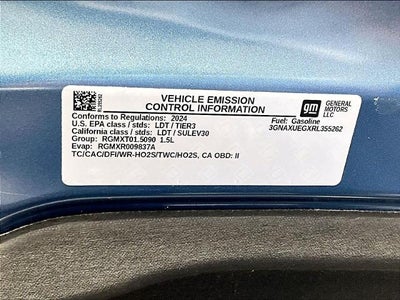 VEHICLE EMISSION
CONTROL INFORMATION
gm
GENERAL
MOTORS
LLC
Conforms to Regulations: 2024
Fuel: Gasoline
U.S. EPA class / stds: LDT / TIER3
3GNAXUEGXRL355262
California class / stds: LDT / SULEV30
Group: RGMXT01.5090 1.5L
Evap: RGMXR009837A
TC/CAC/DFI/WR-HO2S/TWC/HO2S, CA OBD: II